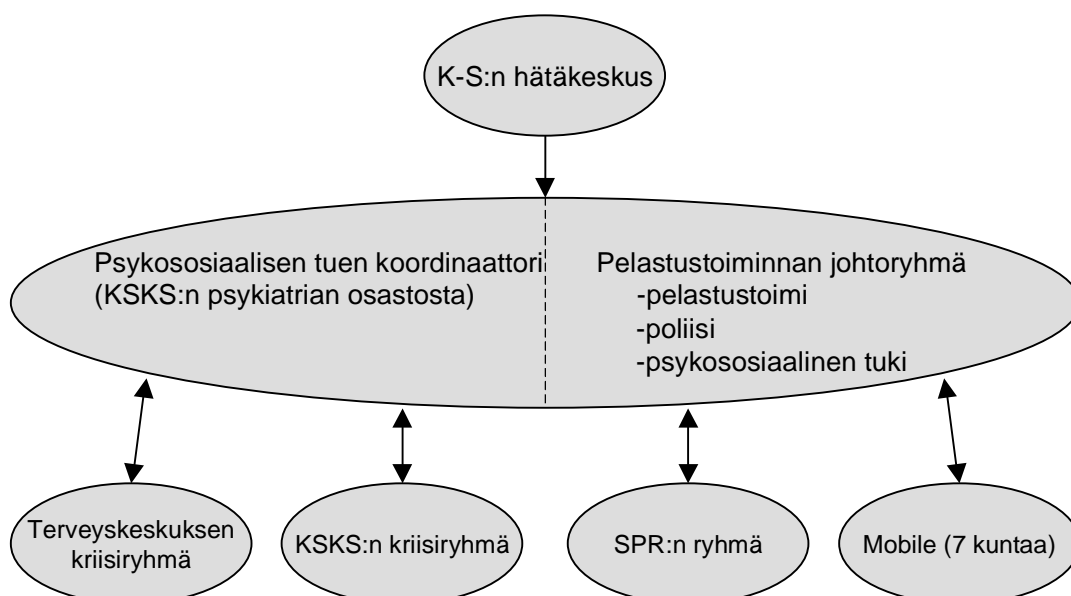 K-S:n hätäkeskus
Psykososiaalisen tuen koordinaattori
(KSKS:n psykiatrian osastosta)
Pelastustoiminnan johtoryhmä
-pelastustoimi
-poliisi
-psykososiaalinen tuki
Terveyskeskuksen
kriisiryhmä
KSKS:n kriisiryhmä
SPR:n ryhmä
Mobile (7 kuntaa)